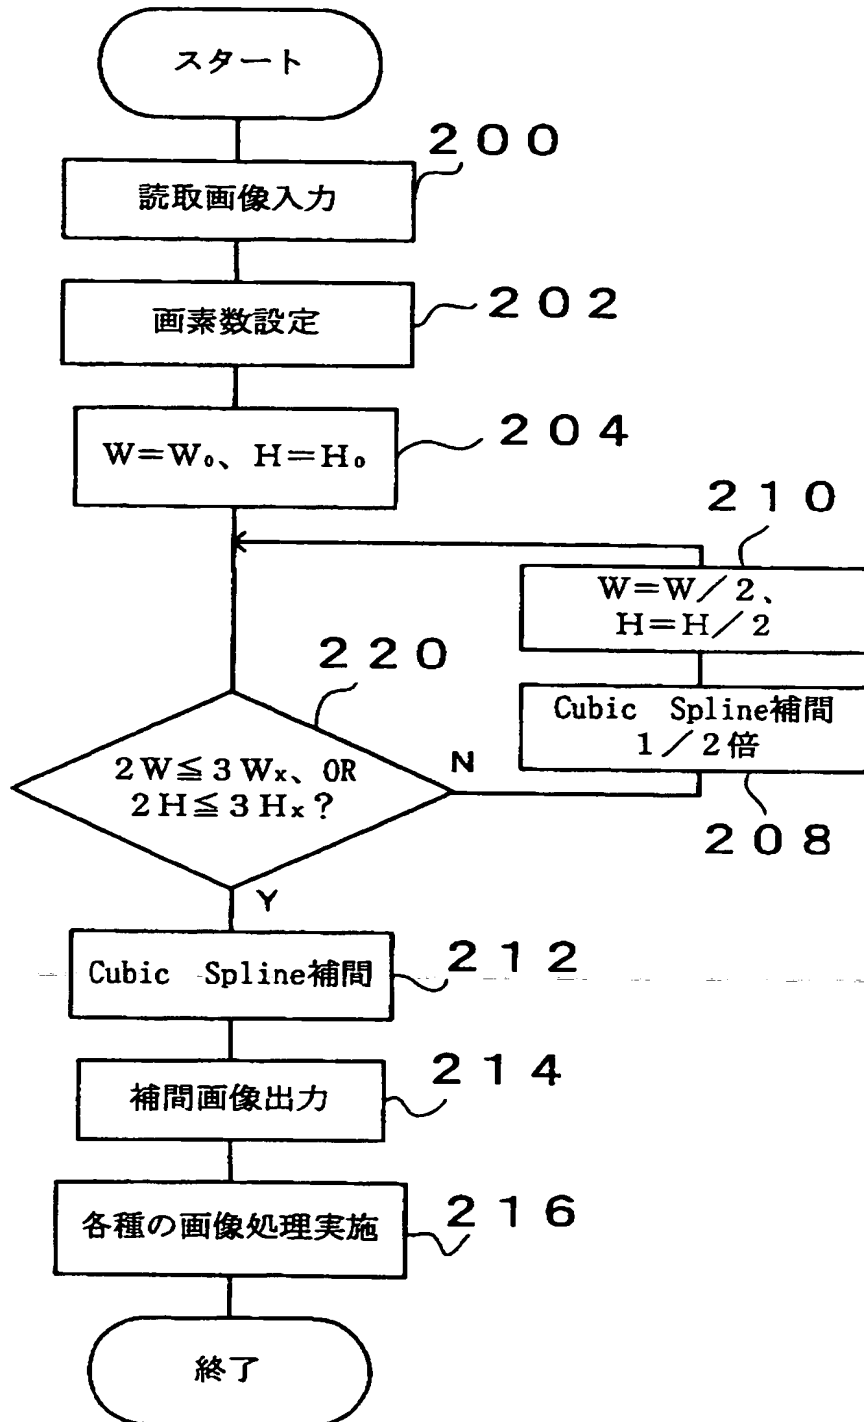 スタート
200
読取画像入力
202
画素数設定
204
W=W₀、H=H₀
210
W=W／2、
H=H／2
220
Cubic Spline補間
1／2倍
2W≦3Wx、OR
2H≦3Hx？
N
208
Y
212
Cubic Spline補間
214
補間画像出力
216
各種の画像処理実施
終了